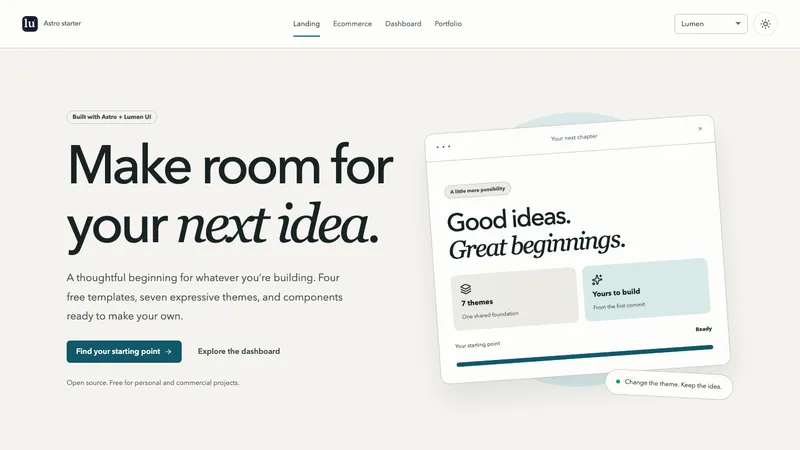 lu
Astro starter
Landing
Ecommerce
Dashboard
Portfolio
Lumen
Built with Astro + Lumen UI
Make room for
your next idea.
A thoughtful beginning for whatever you’re building. Four
free templates, seven expressive themes, and components
ready to make your own.
Find your starting point →
Explore the dashboard
Open source. Free for personal and commercial projects.
Your next chapter
A little more possibility
Good ideas.
Great beginnings.
7 themes
One shared foundation
Yours to build
From the first commit
Your starting point
Ready
Change the theme. Keep the idea.